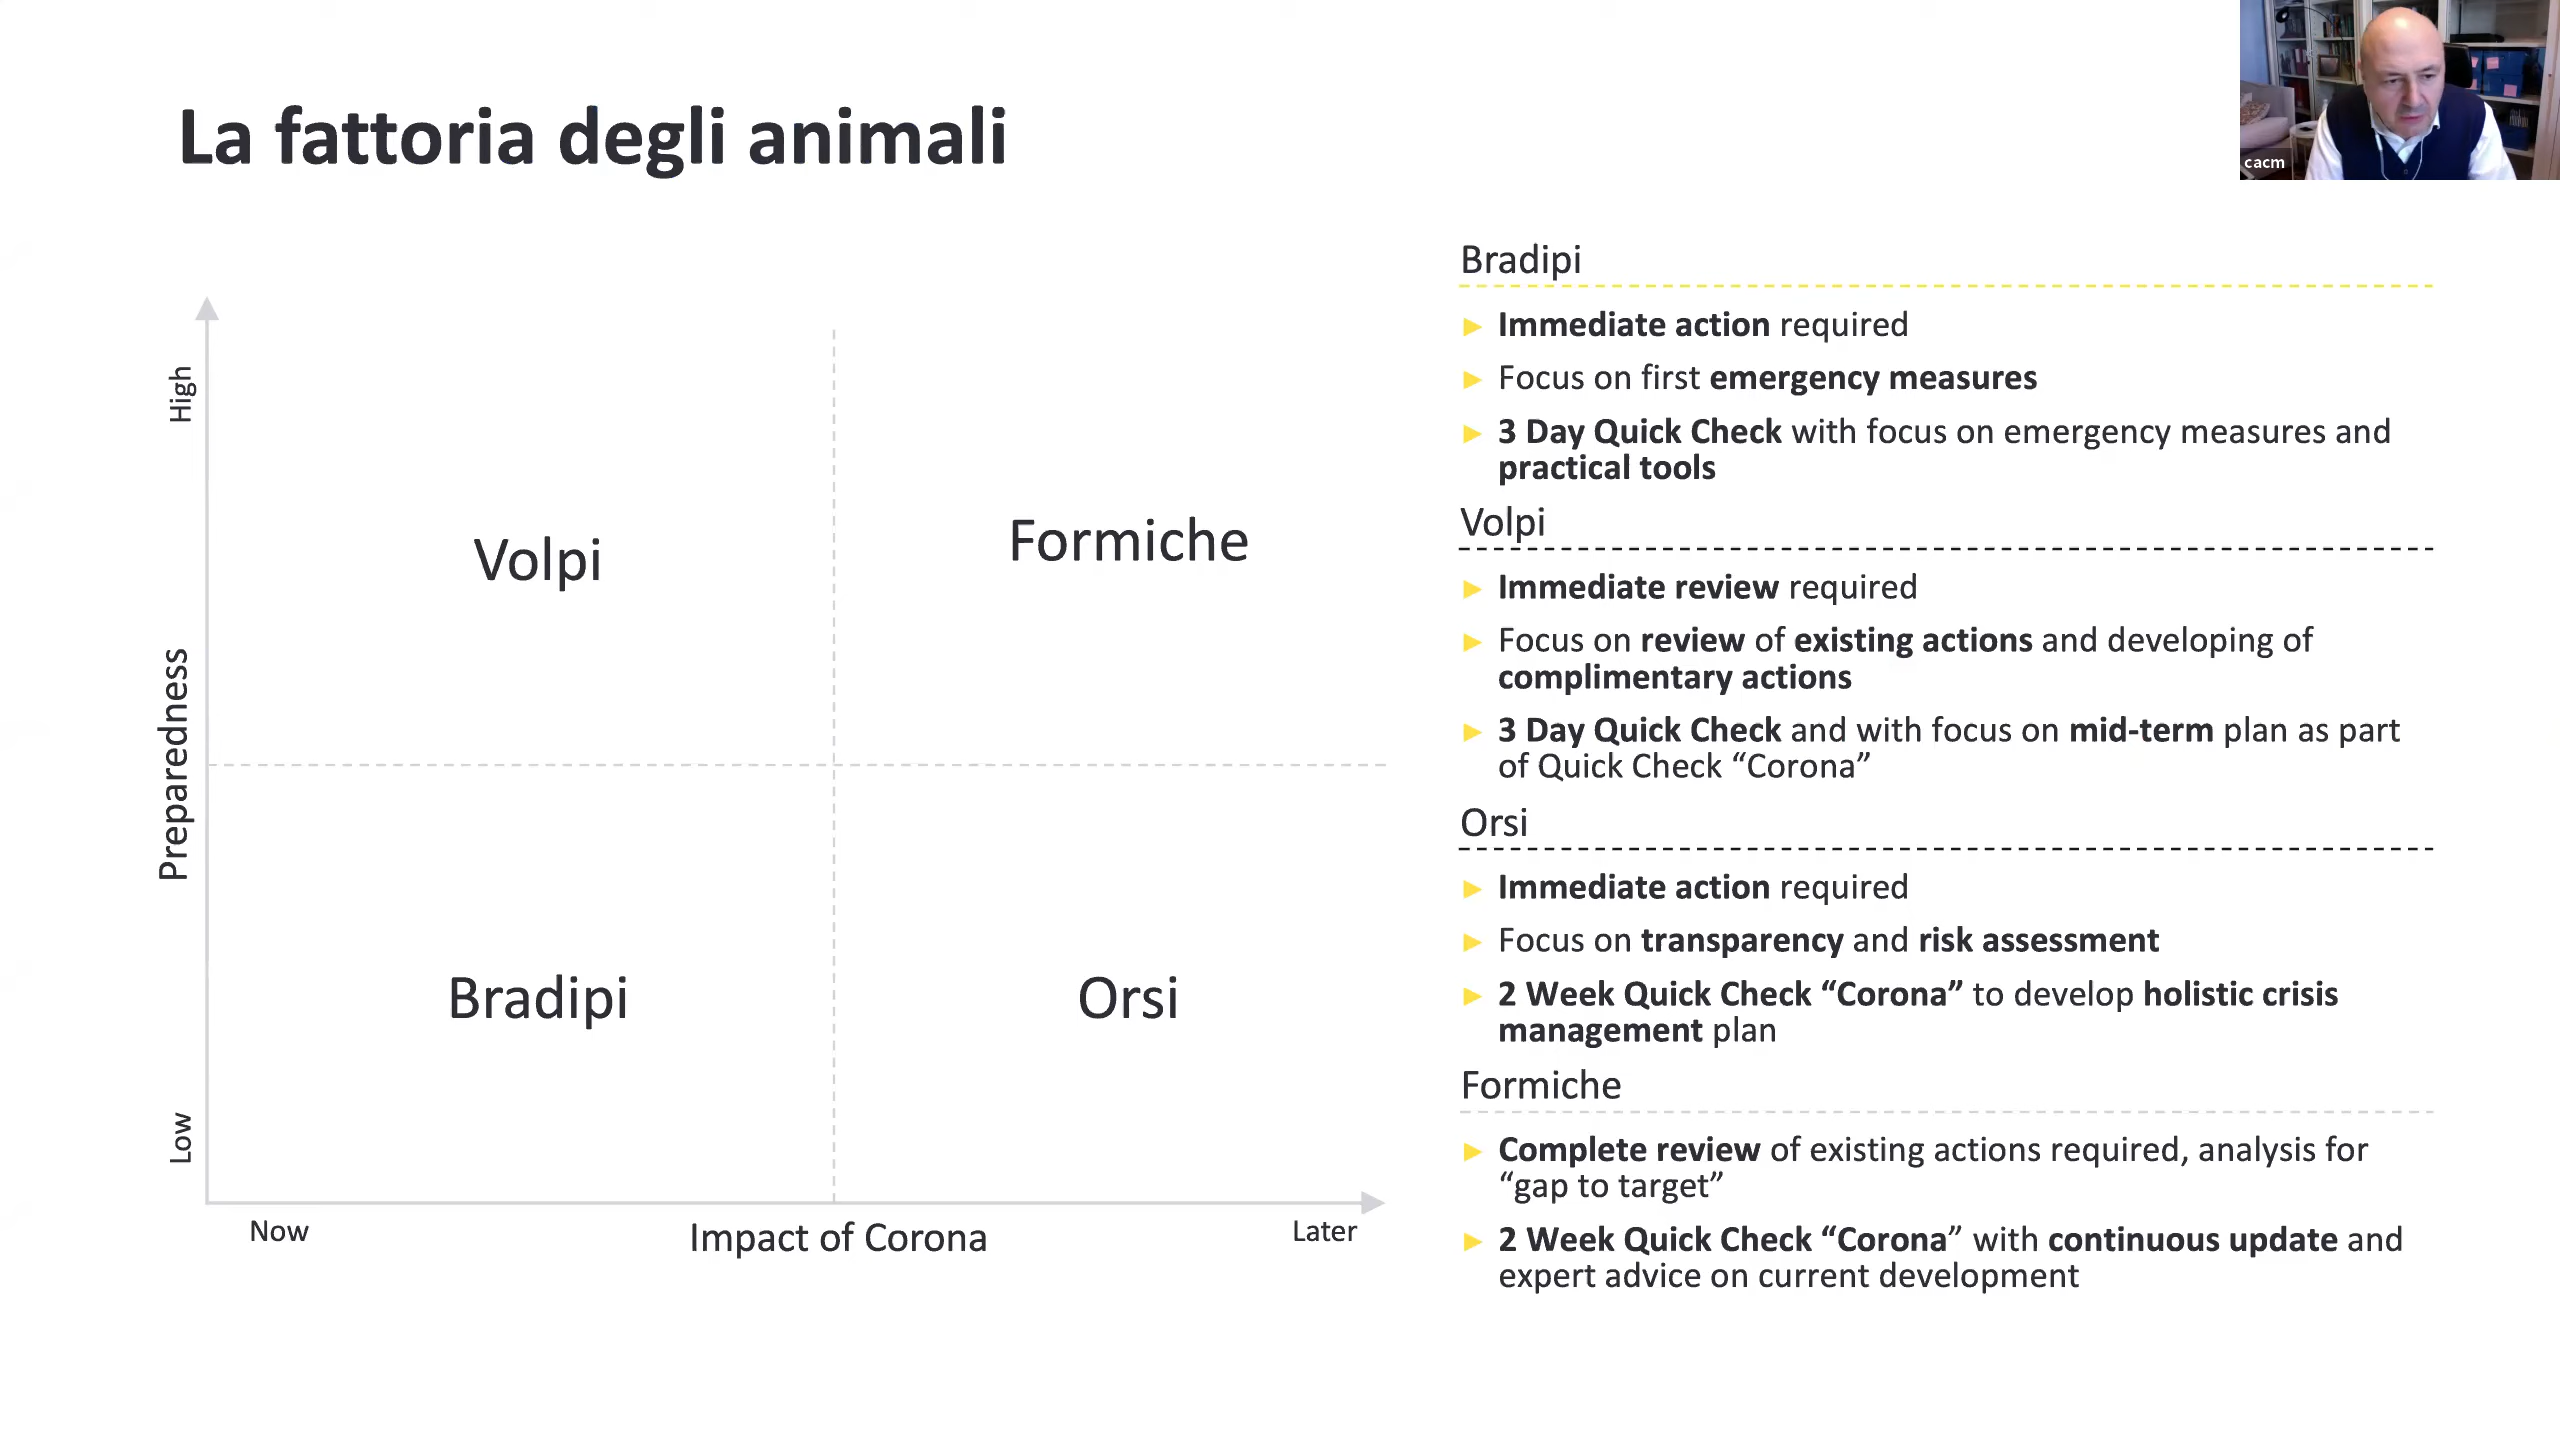 La fattoria degli animali
cacm
High
Preparedness
Low
Volpi
Formiche
Bradipi
Orsi
Now
Impact of Corona
Later
Bradipi
► Immediate action required
► Focus on first emergency measures
► 3 Day Quick Check with focus on emergency measures and
practical tools
Volpi
► Immediate review required
► Focus on review of existing actions and developing of
complimentary actions
► 3 Day Quick Check and with focus on mid-term plan as part
of Quick Check “Corona”
Orsi
► Immediate action required
► Focus on transparency and risk assessment
► 2 Week Quick Check “Corona” to develop holistic crisis
management plan
Formiche
► Complete review of existing actions required, analysis for
“gap to target”
► 2 Week Quick Check “Corona” with continuous update and
expert advice on current development